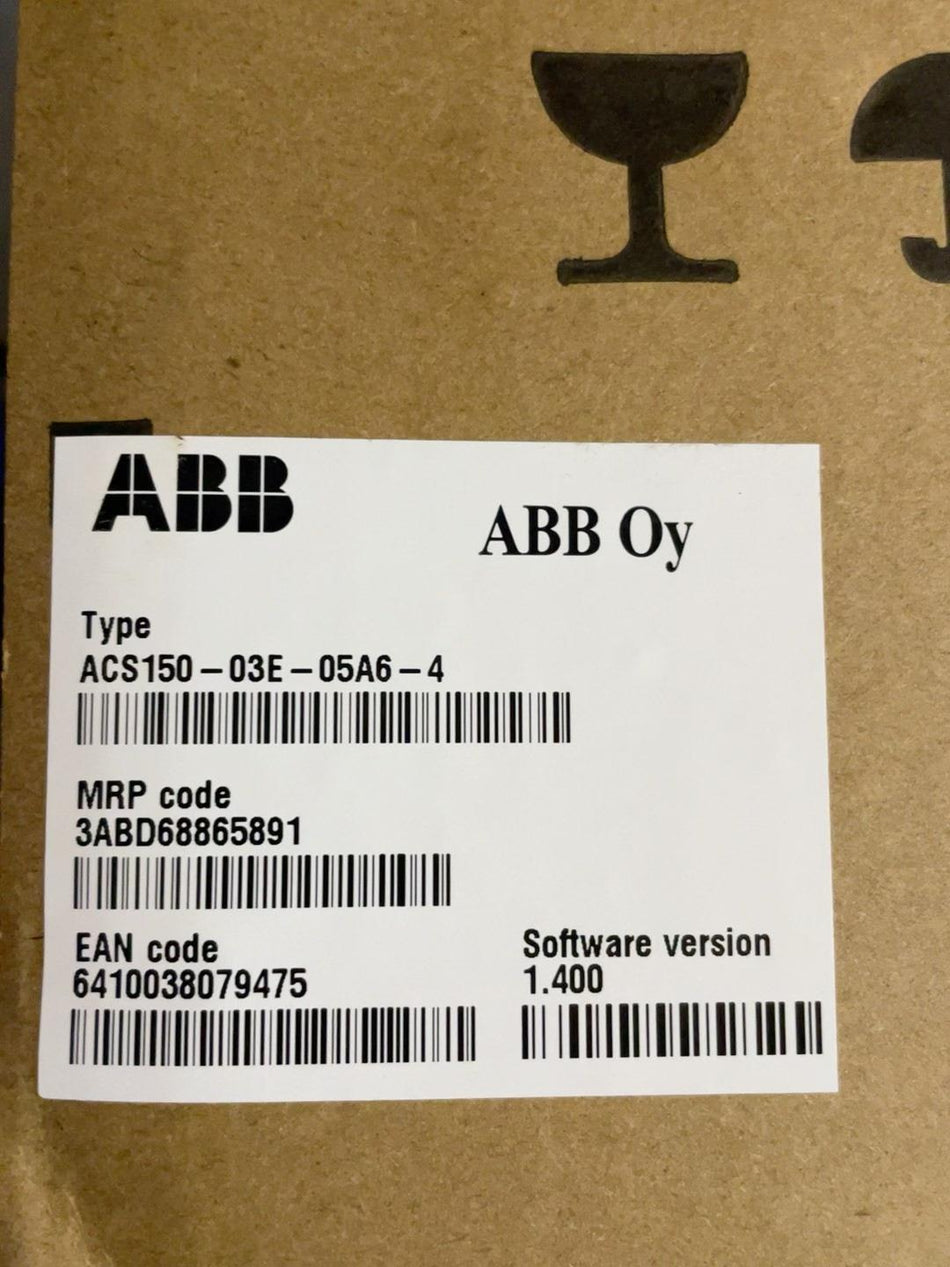 ABB
ABB Oy
Type
ACS150-03E-05A6-4
MRP code
3ABD68865891
EAN code
6410038079475
Software version
1.400